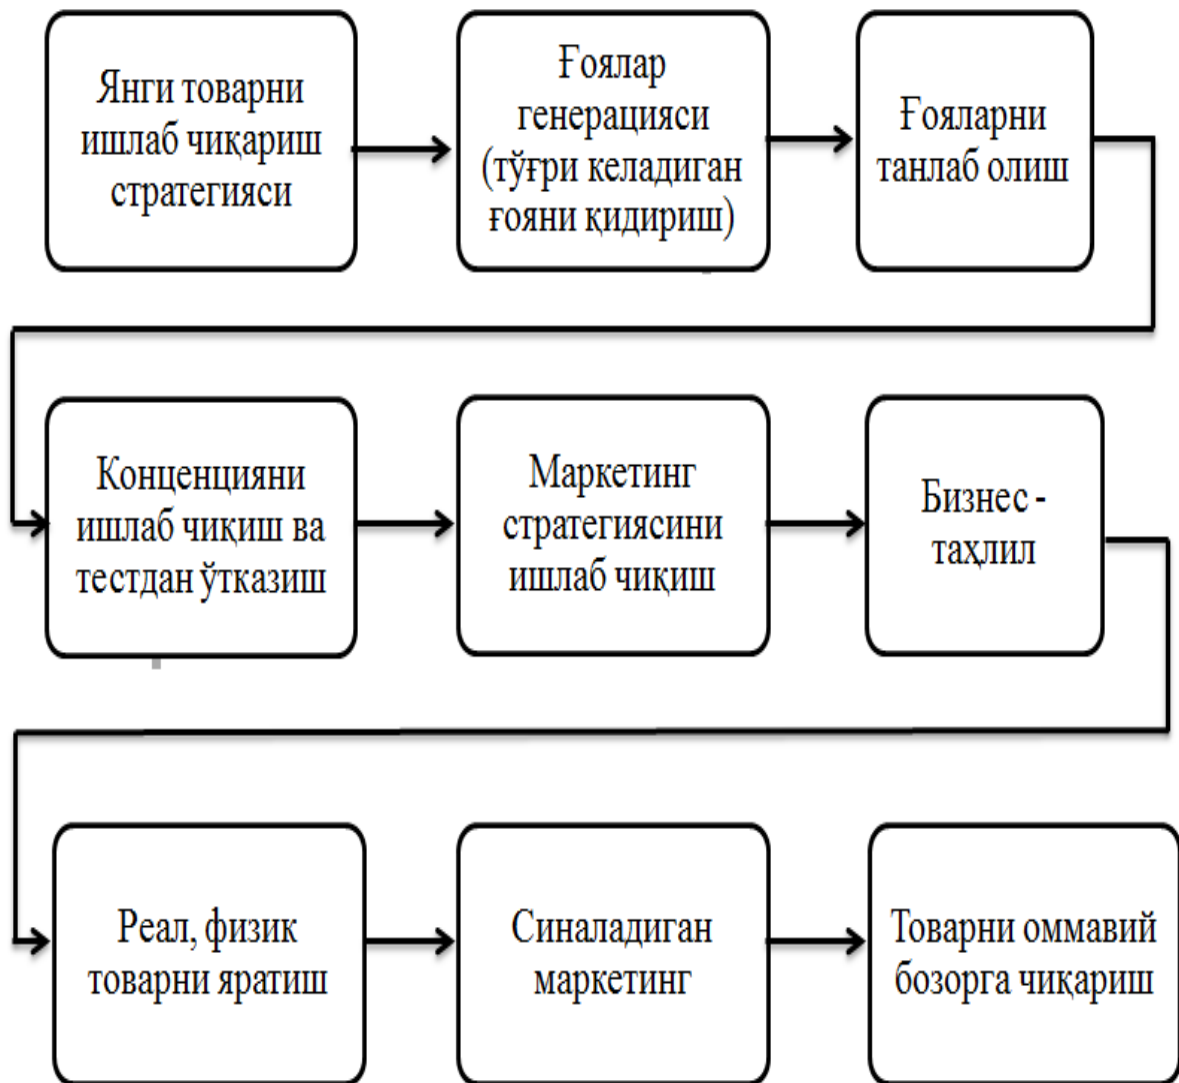 Янги товарни
ишлаб чиқариш
стратегияси
Ғоялар
генерацияси
(тўғри келадиган
ғояни қидириш)
Ғояларни
танлаб олиш
Конценцияни
ишлаб чиқиш ва
тестдан ўтказиш
Маркетинг
стратегиясини
ишлаб чиқиш
Бизнес -
таҳлил
Реал, физик
товарни яратиш
Синаладиган
маркетинг
Товарни оммавий
бозорга чиқариш